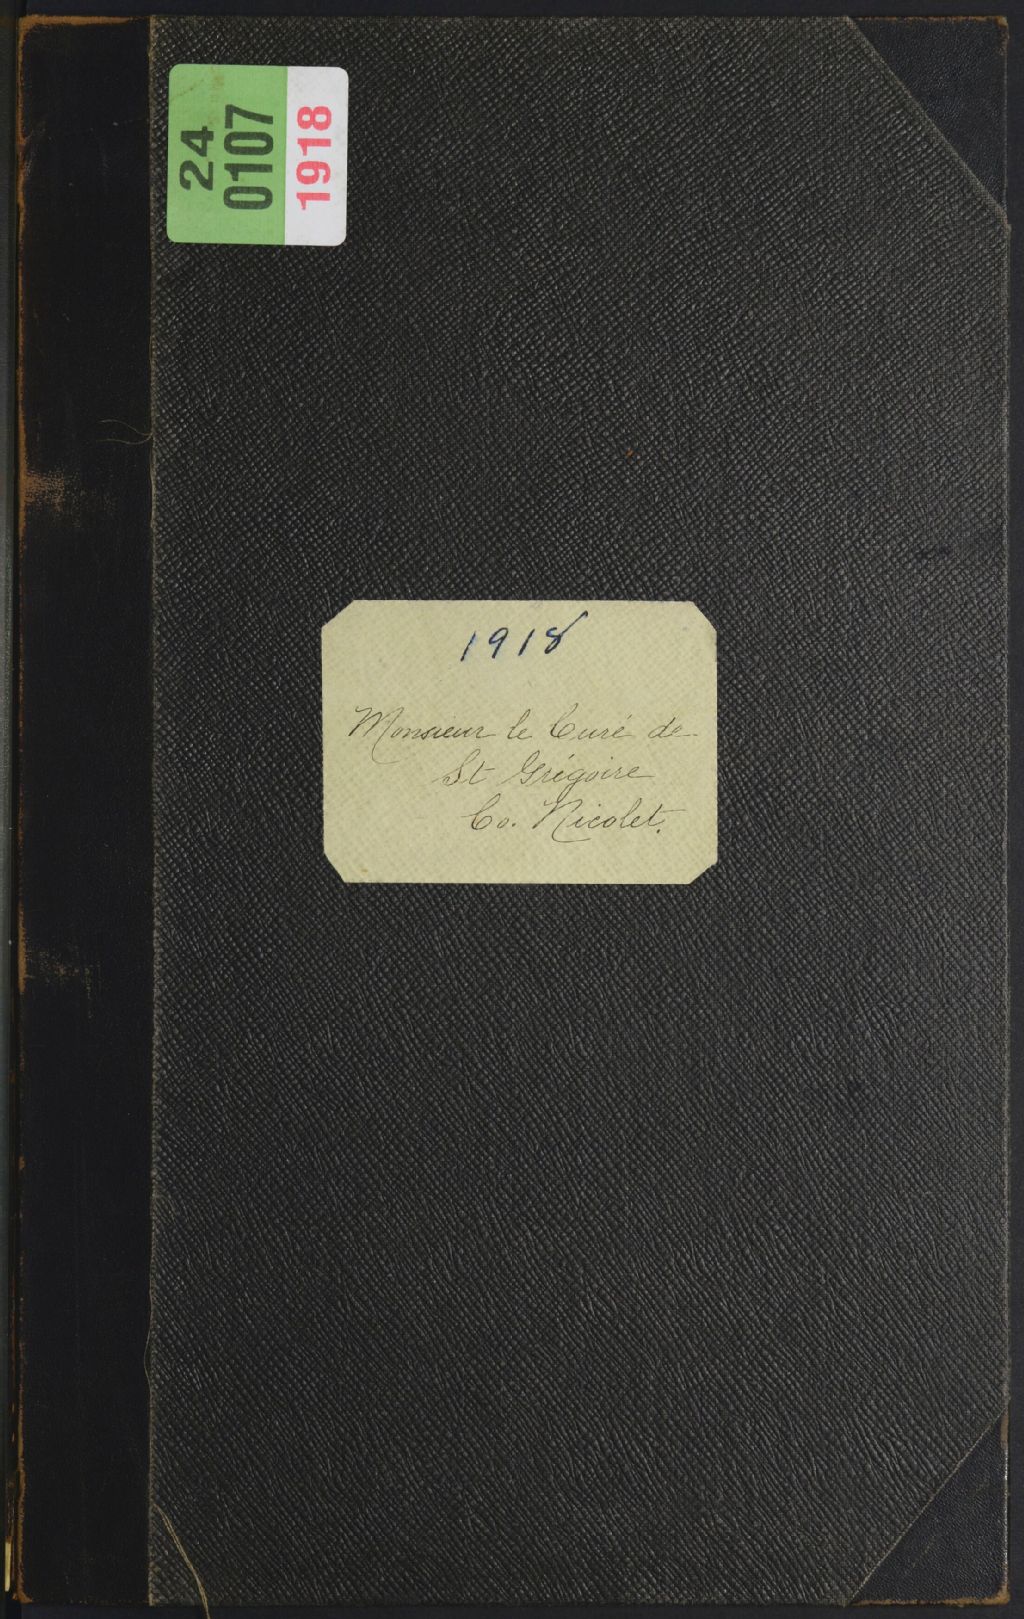 24
0107
1918
1918
Monsieur le Curé de
St Grégoire
Co. Nicolet.